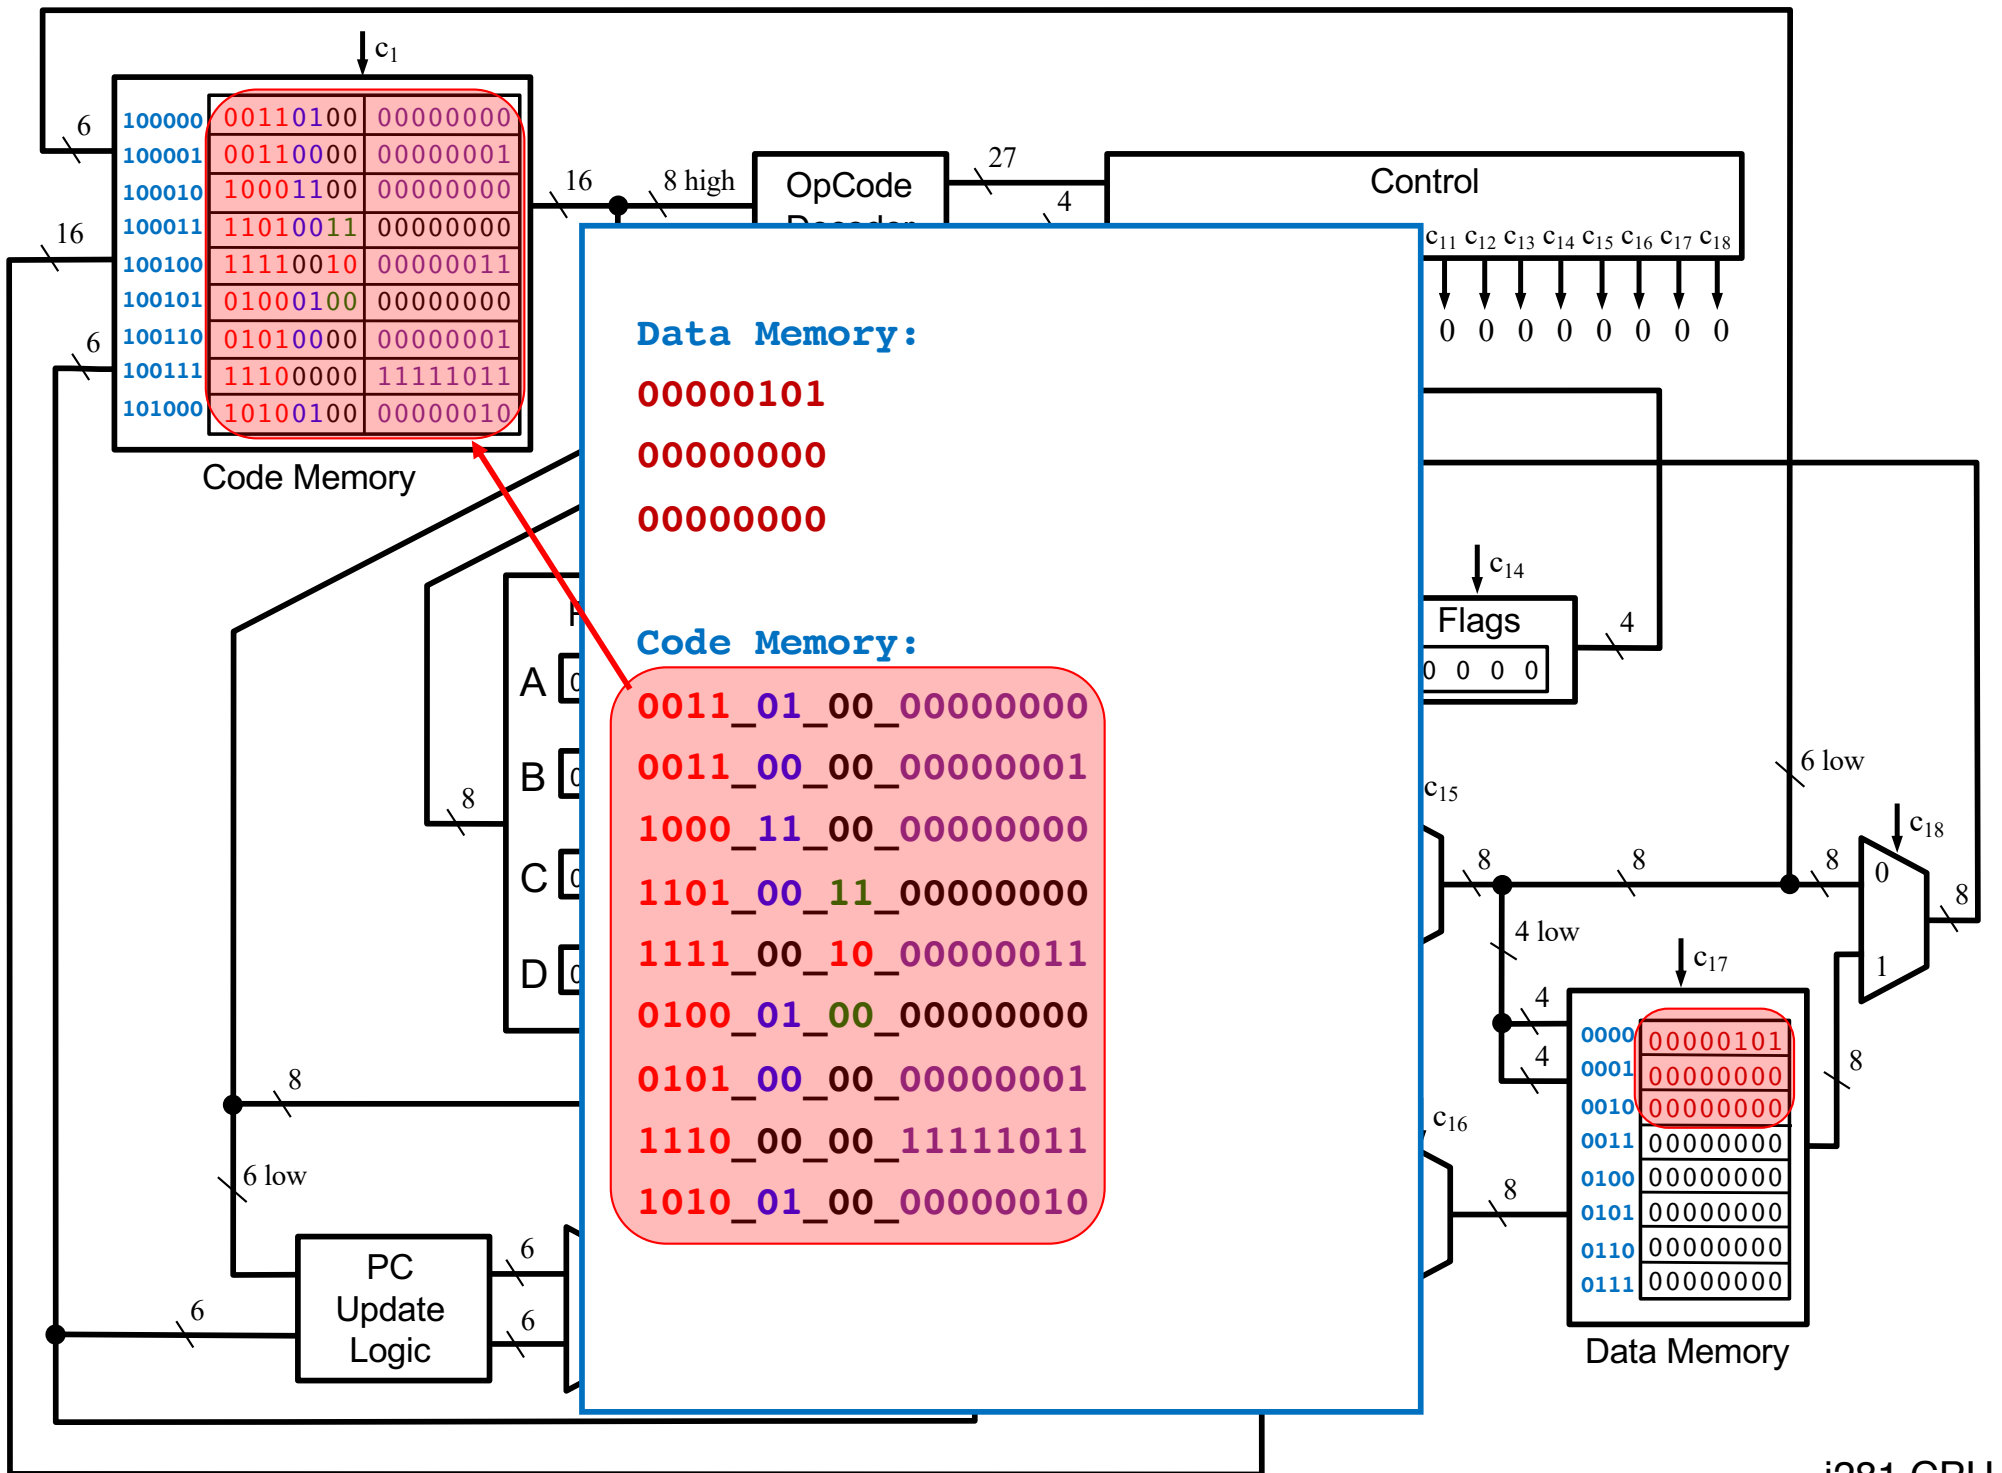 c1
6
16
6
100000 00110100 00000000
100001 00110000 00000001
100010 10001100 00000000
100011 11010011 00000000
100100 11110010 00000011
100101 01000100 00000000
100110 01010000 00000001
100111 11100000 11111011
101000 10100100 00000010
Code Memory
16
8 high
OpCode
27
4
Control
c11 c12 c13 c14 c15 c16 c17 c18
0 0 0 0 0 0 0 0
Data Memory:
00000101
00000000
00000000
Code Memory:
0011_01_00_00000000
0011_00_00_00000001
1000_11_00_00000000
1101_00_11_00000000
1111_00_10_00000011
0100_01_00_00000000
0101_00_00_00000001
1110_00_00_11111011
1010_01_00_00000010
A
B
C
D
8
8
6 low
6
PC
Update
Logic
6
6
c14
Flags
0 0 0 0
4
c15
8
8
8
6 low
c18
0
1
8
4 low
c17
4
4
0000 00000101
0001 00000000
0010 00000000
0011 00000000
0100 00000000
0101 00000000
0110 00000000
0111 00000000
8
c16
8
Data Memory
i281 CPU